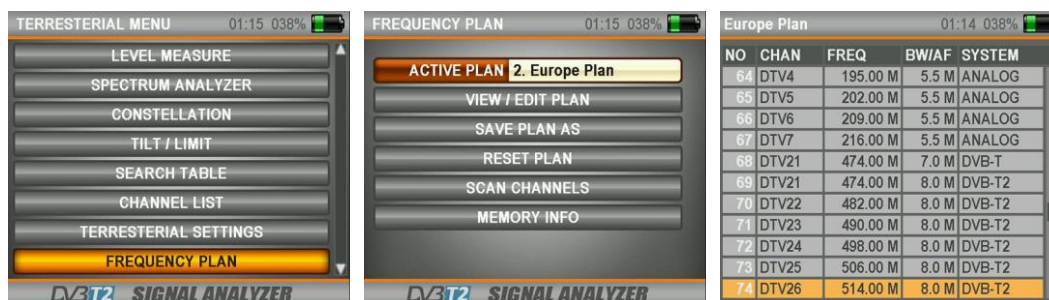 TERRESTERIAL MENU 01:15 038%
LEVEL MEASURE
SPECTRUM ANALYZER
CONSTELLATION
TILT / LIMIT
SEARCH TABLE
CHANNEL LIST
TERRESTERIAL SETTINGS
FREQUENCY PLAN
DVB T2 SIGNAL ANALYZER
FREQUENCY PLAN 01:15 038%
ACTIVE PLAN 2. Europe Plan
VIEW / EDIT PLAN
SAVE PLAN AS
RESET PLAN
SCAN CHANNELS
MEMORY INFO
DVB T2 SIGNAL ANALYZER
Europe Plan 01:14 038%
NO CHAN FREQ BW/AF SYSTEM
64 DTV4 195.00 M 5.5 M ANALOG
65 DTV5 202.00 M 5.5 M ANALOG
66 DTV6 209.00 M 5.5 M ANALOG
67 DTV7 216.00 M 5.5 M ANALOG
68 DTV21 474.00 M 7.0 M DVB-T
69 DTV21 474.00 M 8.0 M DVB-T2
70 DTV22 482.00 M 8.0 M DVB-T2
71 DTV23 490.00 M 8.0 M DVB-T2
72 DTV24 498.00 M 8.0 M DVB-T2
73 DTV25 506.00 M 8.0 M DVB-T2
74 DTV26 514.00 M 8.0 M DVB-T2